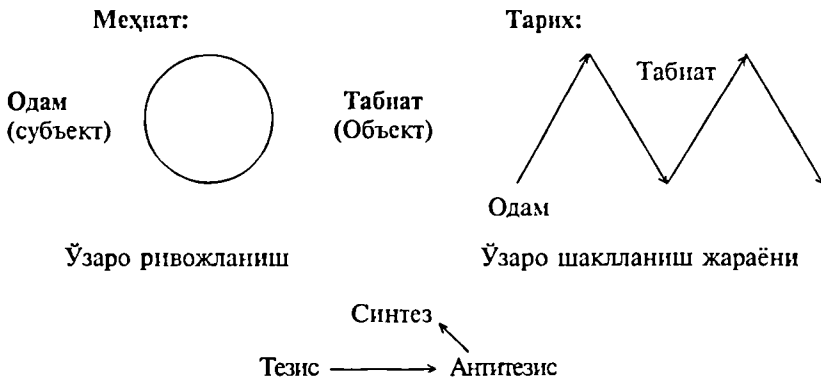 Меҳнат:
Тарих:
Одам
(субъект)
Табиат
(Объект)
Табиат
Одам
Ўзаро ривожланиш
Ўзаро шаклланиш жараёни
Синтез
Тезис
Антитезис